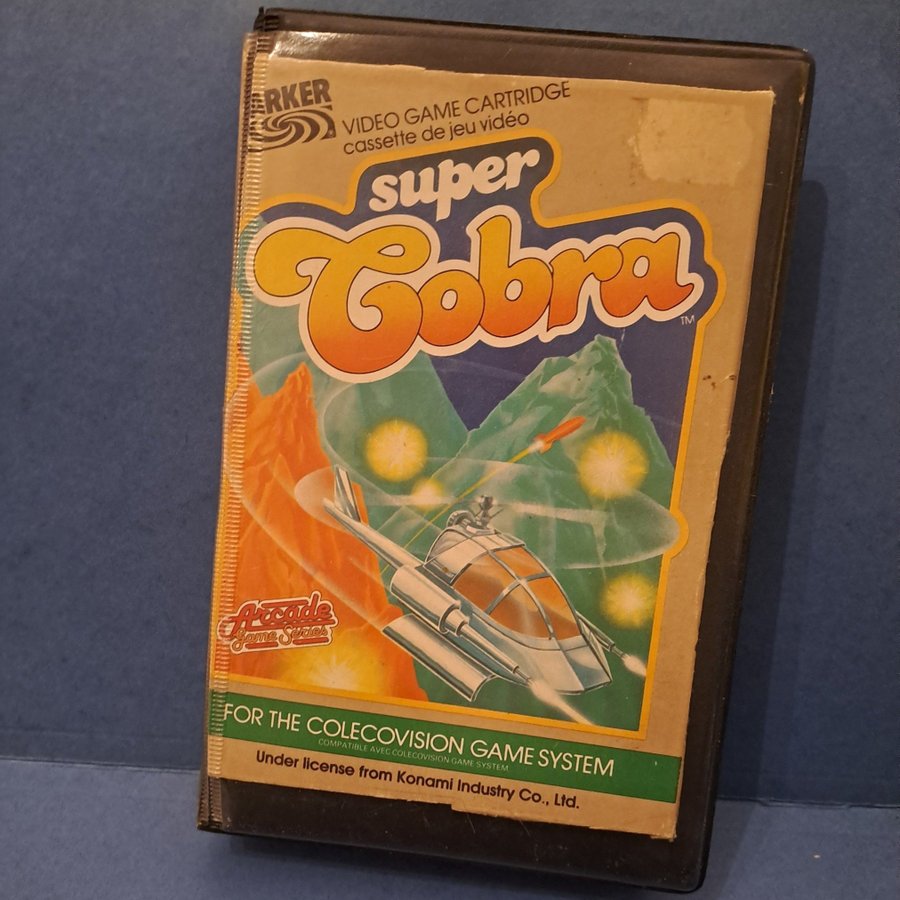 ARKER
VIDEO GAME CARTRIDGE
cassette de jeu vidéo
super
Cobra
TM
Arcade
Game Series
FOR THE COLECOVISION GAME SYSTEM
COMPATIBLE AVEC COLECOVISION GAME SYSTEM
Under license from Konami Industry Co., Ltd.